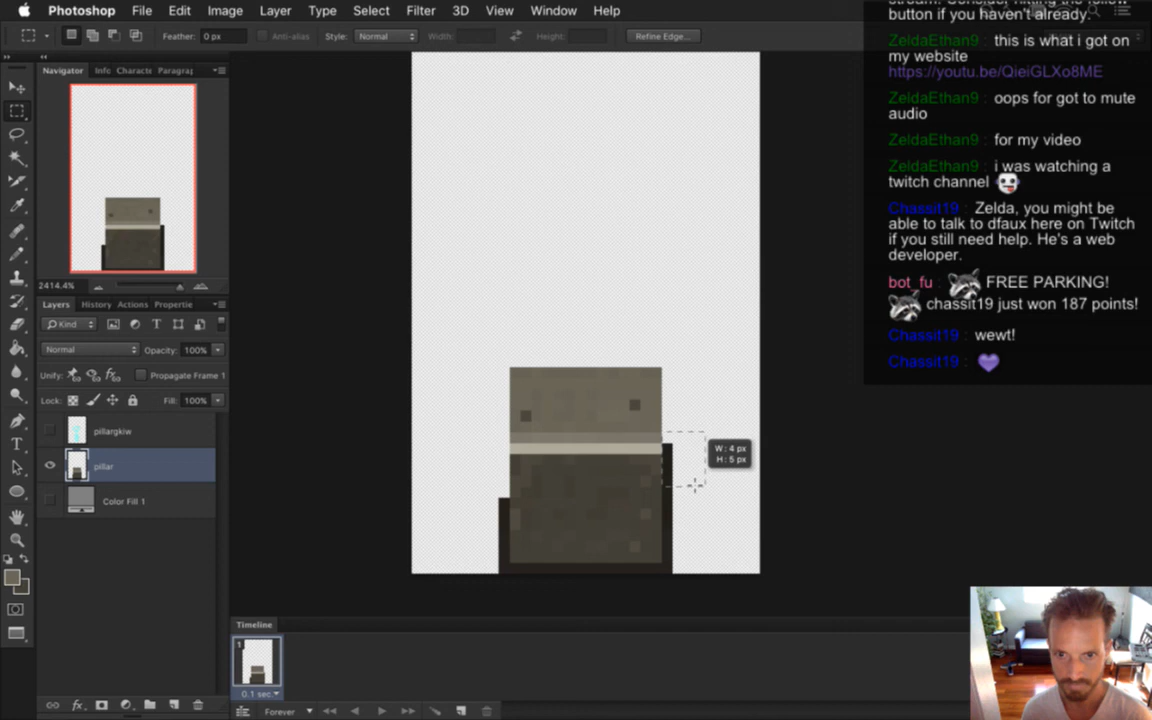 Photoshop File Edit Image Layer Type Select Filter 3D View Window Help
Feather: 0 px Anti-alias Style: Normal Width: Height: Refine Edge...
Navigator Info Characte Paragraph
2414.4%
Layers History Actions Propertie
Kind
Normal Opacity: 100%
Unify: Propagate Frame 1
Lock: Fill: 100%
pillargkiw
pillar
Color Fill 1
W: 4 px
H: 5 px
Timeline
1
0.1 sec.
Forever
button if you haven't already.
ZeldaEthan9 : this is what i got on
my website
https://youtu.be/QieiGLXo8ME
ZeldaEthan9 : oops for got to mute
audio
ZeldaEthan9 : for my video
ZeldaEthan9 : i was watching a
twitch channel
Chassit19 : Zelda, you might be
able to talk to dfaux here on Twitch
if you still need help. He's a web
developer.
bot_fu : FREE PARKING!
chassit19 just won 187 points!
Chassit19 : wewt!
Chassit19 :